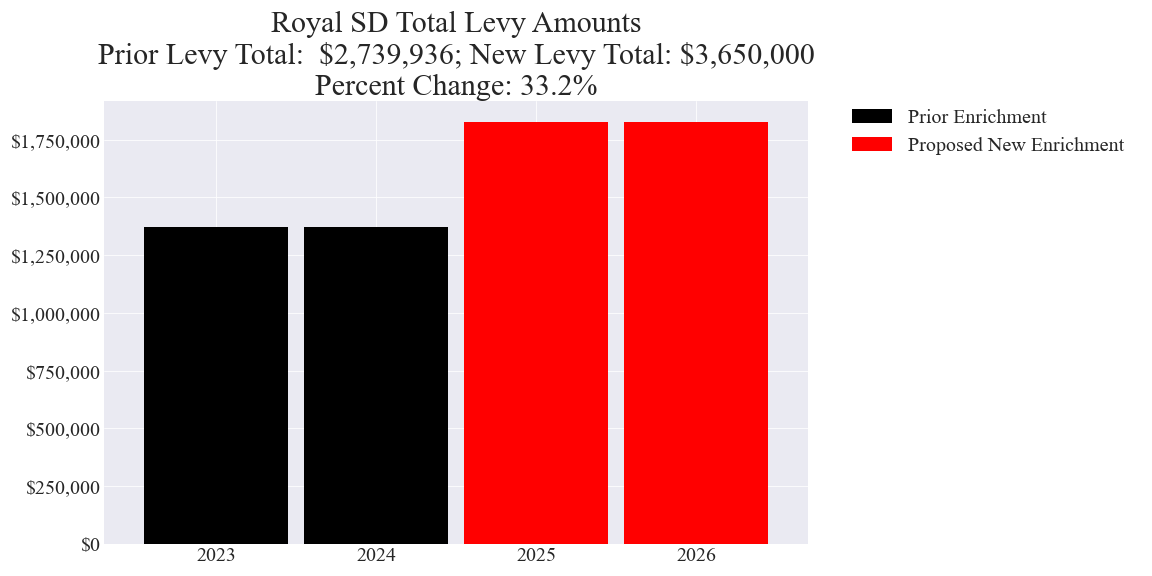 Royal SD Total Levy Amounts
Prior Levy Total:  $2,739,936; New Levy Total: $3,650,000
Percent Change: 33.2%
Prior Enrichment
Proposed New Enrichment
$1,750,000
$1,500,000
$1,250,000
$1,000,000
$750,000
$500,000
$250,000
$0
2023 2024 2025 2026